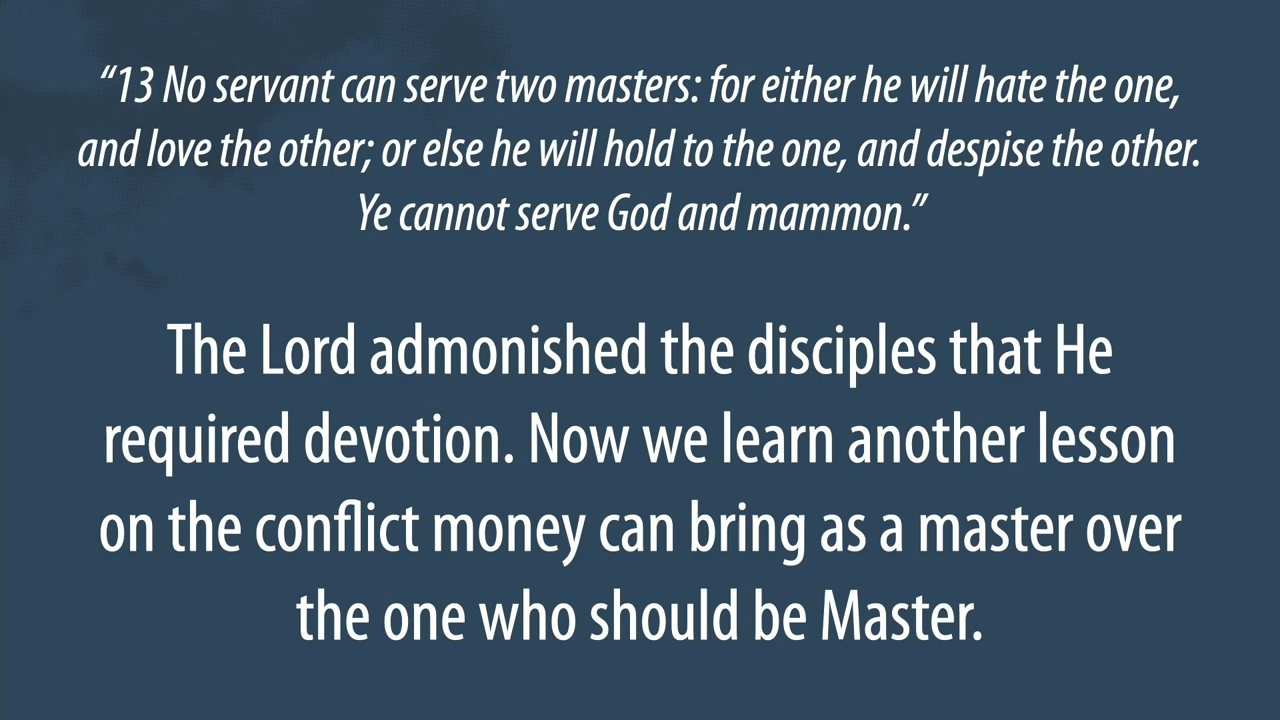 “13 No servant can serve two masters: for either he will hate the one,
and love the other; or else he will hold to the one, and despise the other.
Ye cannot serve God and mammon.”
The Lord admonished the disciples that He
required devotion. Now we learn another lesson
on the conflict money can bring as a master over
the one who should be Master.